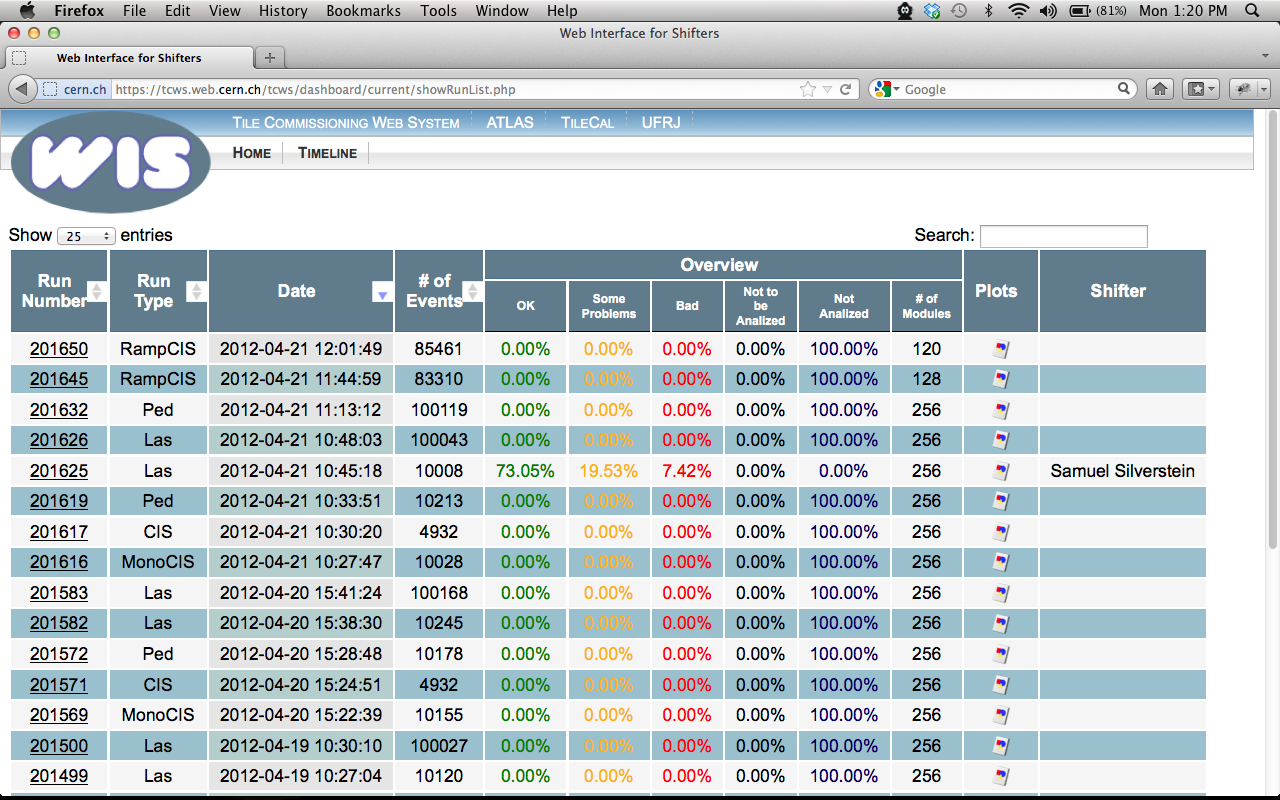 Firefox File Edit View History Bookmarks Tools Window Help (81%) Mon 1:20 PM
Web Interface for Shifters
Web Interface for Shifters
cern.ch https://tcws.web.cern.ch/tcws/dashboard/current/showRunList.php Google
Tile Commissioning Web System ATLAS TileCal UFRJ
WIS Home Timeline
Show 25 entries Search:
Run Number Run Type Date # of Events Overview Plots Shifter
OK Some Problems Bad Not to be Analized Not Analized # of Modules
201650 RampCIS 2012-04-21 12:01:49 85461 0.00% 0.00% 0.00% 0.00% 100.00% 120
201645 RampCIS 2012-04-21 11:44:59 83310 0.00% 0.00% 0.00% 0.00% 100.00% 128
201632 Ped 2012-04-21 11:13:12 100119 0.00% 0.00% 0.00% 0.00% 100.00% 256
201626 Las 2012-04-21 10:48:03 100043 0.00% 0.00% 0.00% 0.00% 100.00% 256
201625 Las 2012-04-21 10:45:18 10008 73.05% 19.53% 7.42% 0.00% 0.00% 256 Samuel Silverstein
201619 Ped 2012-04-21 10:33:51 10213 0.00% 0.00% 0.00% 0.00% 100.00% 256
201617 CIS 2012-04-21 10:30:20 4932 0.00% 0.00% 0.00% 0.00% 100.00% 256
201616 MonoCIS 2012-04-21 10:27:47 10028 0.00% 0.00% 0.00% 0.00% 100.00% 256
201583 Las 2012-04-20 15:41:24 100168 0.00% 0.00% 0.00% 0.00% 100.00% 256
201582 Las 2012-04-20 15:38:30 10245 0.00% 0.00% 0.00% 0.00% 100.00% 256
201572 Ped 2012-04-20 15:28:48 10178 0.00% 0.00% 0.00% 0.00% 100.00% 256
201571 CIS 2012-04-20 15:24:51 4932 0.00% 0.00% 0.00% 0.00% 100.00% 256
201569 MonoCIS 2012-04-20 15:22:39 10155 0.00% 0.00% 0.00% 0.00% 100.00% 256
201500 Las 2012-04-19 10:30:10 100027 0.00% 0.00% 0.00% 0.00% 100.00% 256
201499 Las 2012-04-19 10:27:04 10120 0.00% 0.00% 0.00% 0.00% 100.00% 256